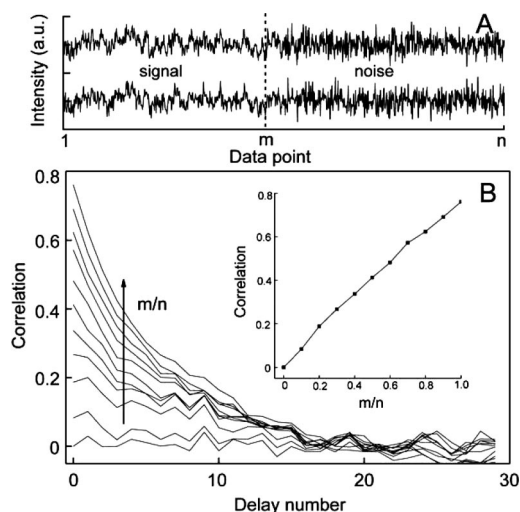 A
Intensity (a.u.)
signal
noise
1
m
n
Data point
B
0.8
0.6
0.4
0.2
0
Correlation
m/n
0
10
20
30
Delay number
0.8
0.6
0.4
0.2
0
Correlation
0
0.2
0.4
0.6
0.8
1.0
m/n